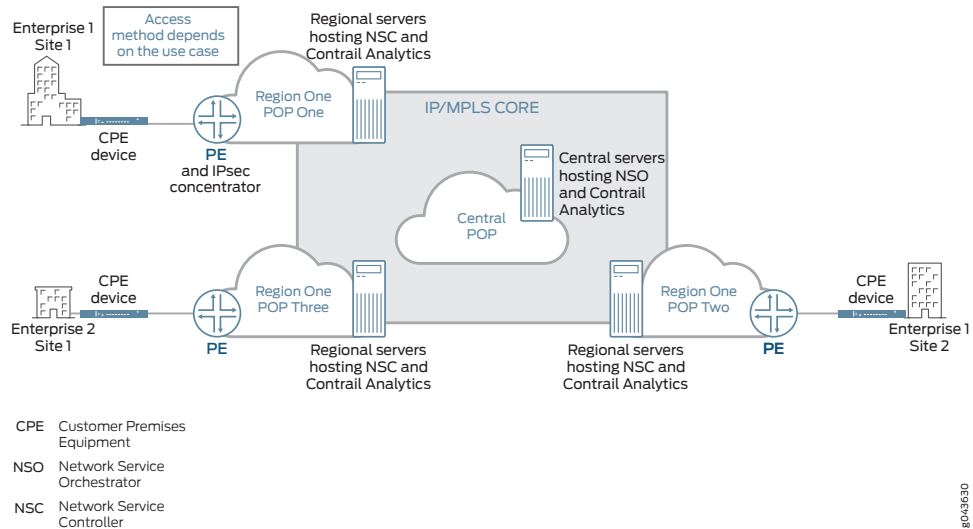 Enterprise 1
Site 1
Access
method depends
on the use case
Regional servers
hosting NSC and
Contrail Analytics
Region One
POP One
IP/MPLS CORE
CPE
device
PE
and IPsec
concentrator
Central servers
hosting NSO
and Contrail
Analytics
Central
POP
CPE
device
Enterprise 2
Site 1
Region One
POP Three
PE
Regional servers
hosting NSC and
Contrail Analytics
Region One
POP Two
PE
Regional servers
hosting NSC and
Contrail Analytics
CPE
device
Enterprise 1
Site 2
CPE Customer Premises
Equipment
NSO Network Service
Orchestrator
NSC Network Service
Controller
g043630